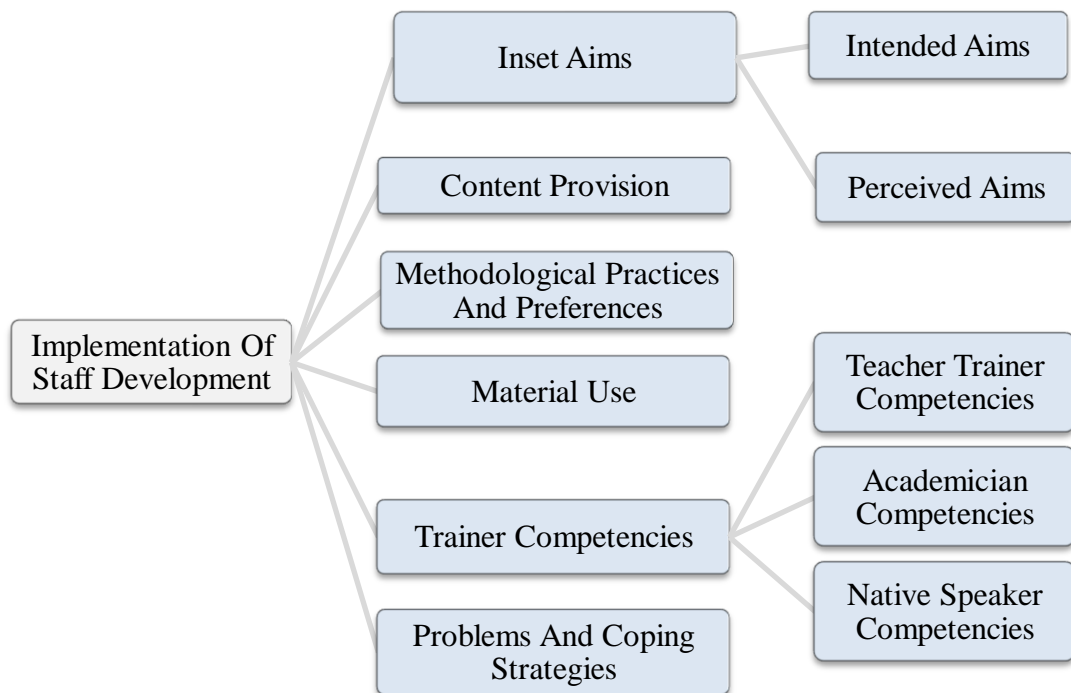 Implementation Of
Staff Development
Inset Aims
Intended Aims
Perceived Aims
Content Provision
Methodological Practices
And Preferences
Material Use
Trainer Competencies
Teacher Trainer
Competencies
Academician
Competencies
Native Speaker
Competencies
Problems And Coping
Strategies